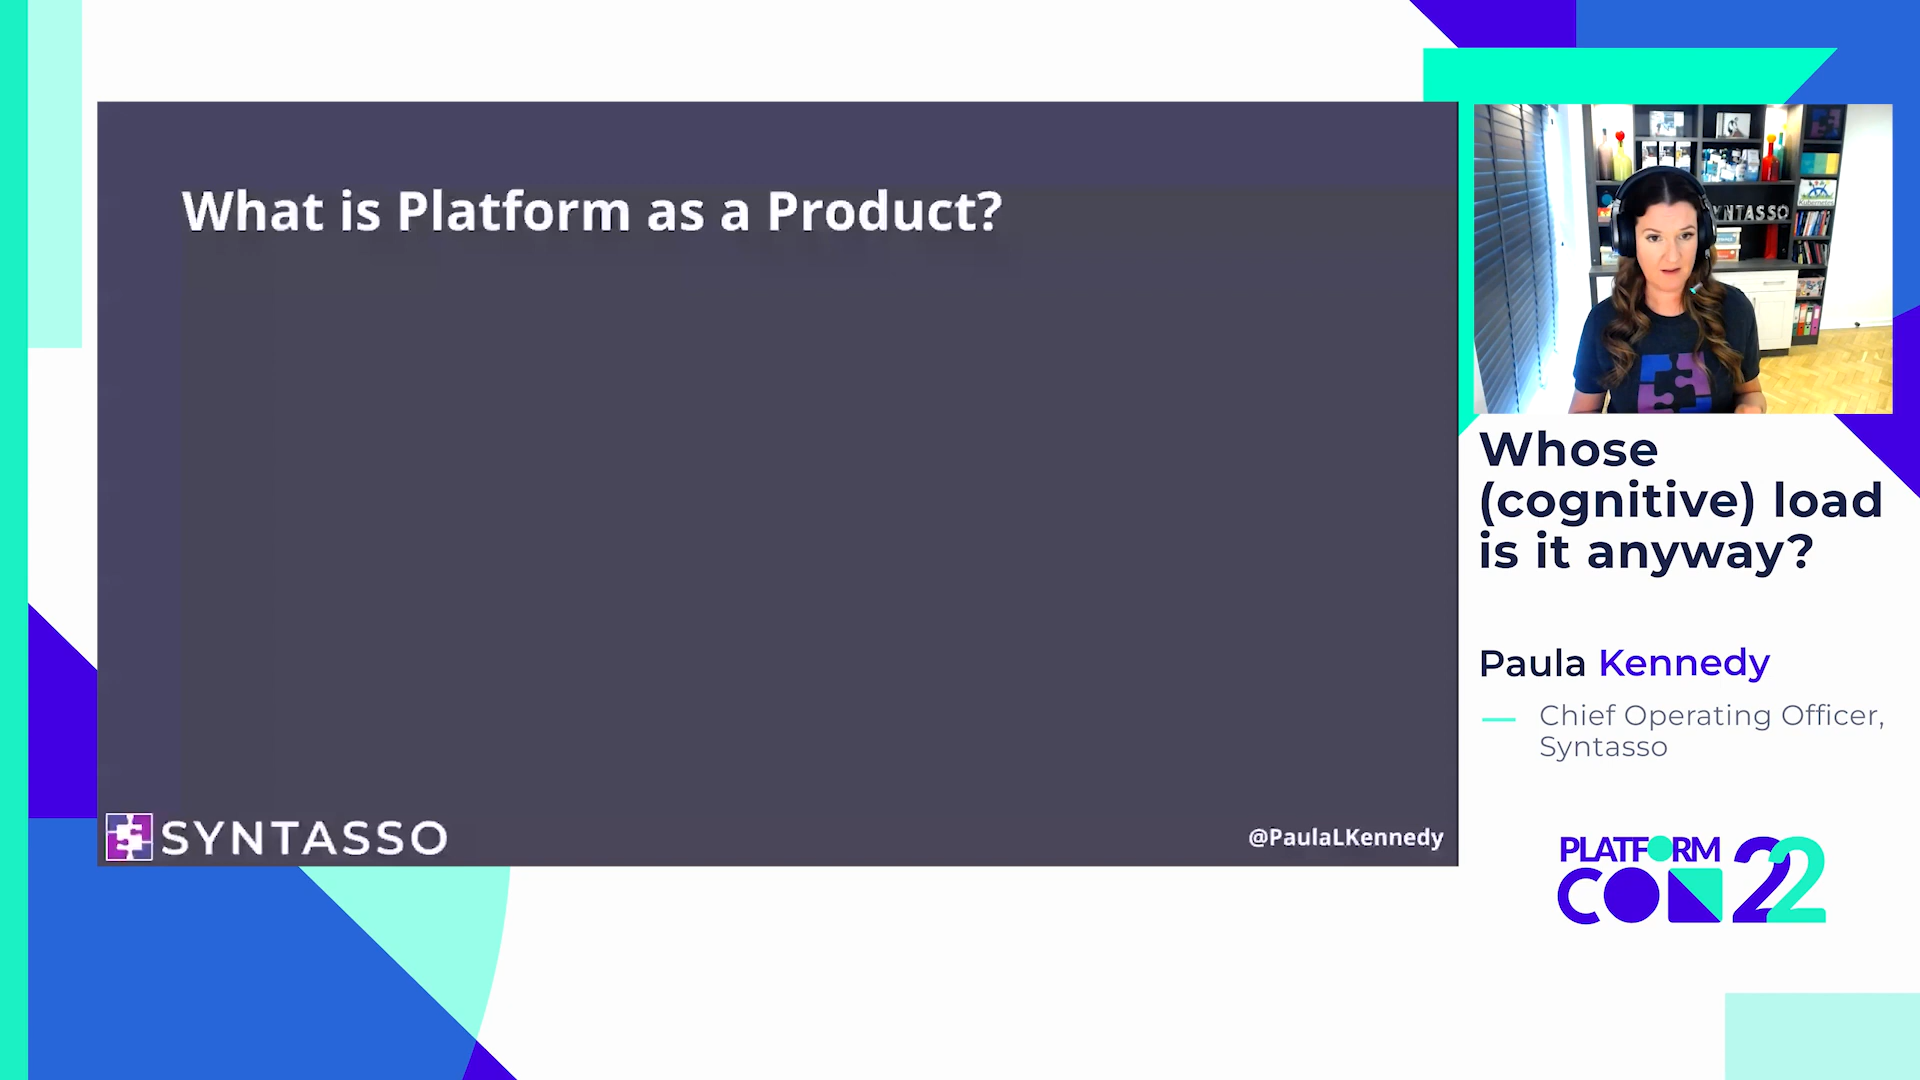 What is Platform as a Product?
SYNTASSO
@PaulaLKennedy
YNTASSO
Whose
(cognitive) load
is it anyway?
Paula Kennedy
Chief Operating Officer,
Syntasso
PLATFORM
CON 22